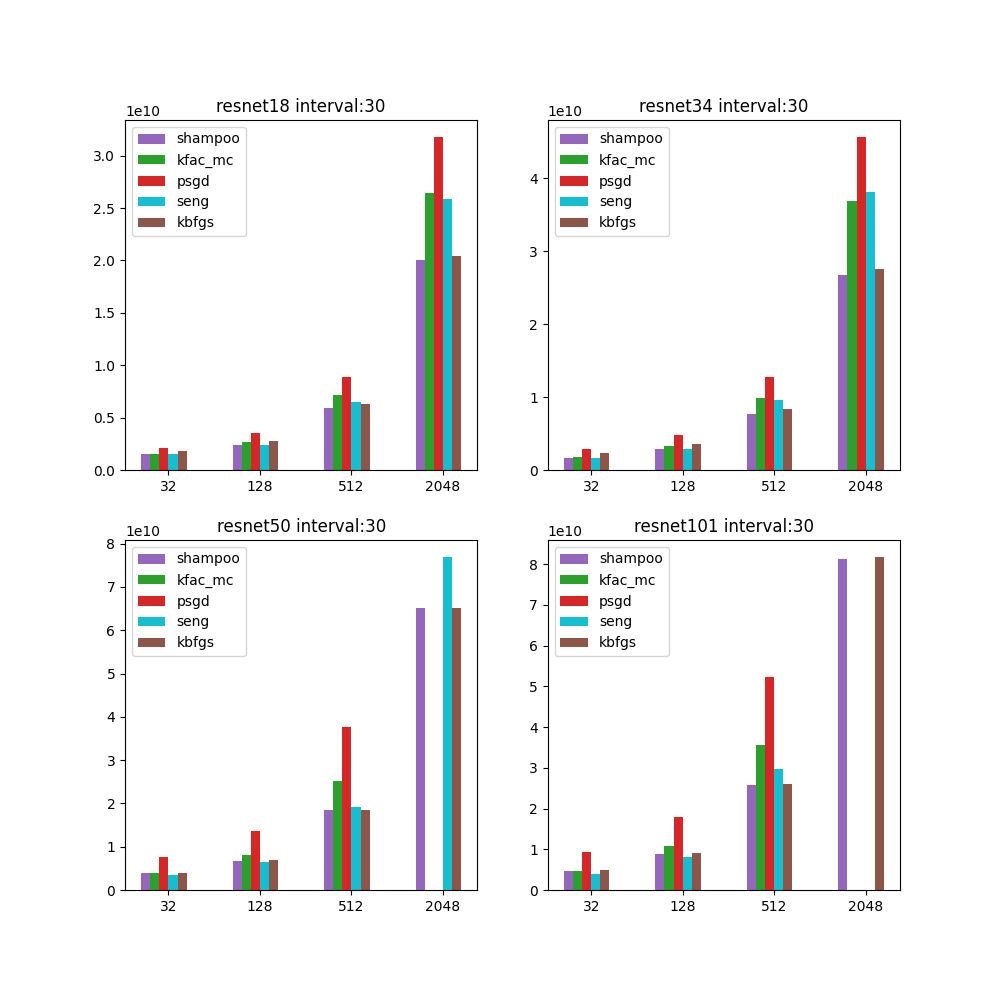 resnet18 interval:30
1e10
3.0
2.5
2.0
1.5
1.0
0.5
0.0
shampoo
kfac_mc
psgd
seng
kbfgs
32 128 512 2048
resnet34 interval:30
1e10
4
3
2
1
0
shampoo
kfac_mc
psgd
seng
kbfgs
32 128 512 2048
resnet50 interval:30
1e10
8
7
6
5
4
3
2
1
0
shampoo
kfac_mc
psgd
seng
kbfgs
32 128 512 2048
resnet101 interval:30
1e10
8
7
6
5
4
3
2
1
0
shampoo
kfac_mc
psgd
seng
kbfgs
32 128 512 2048